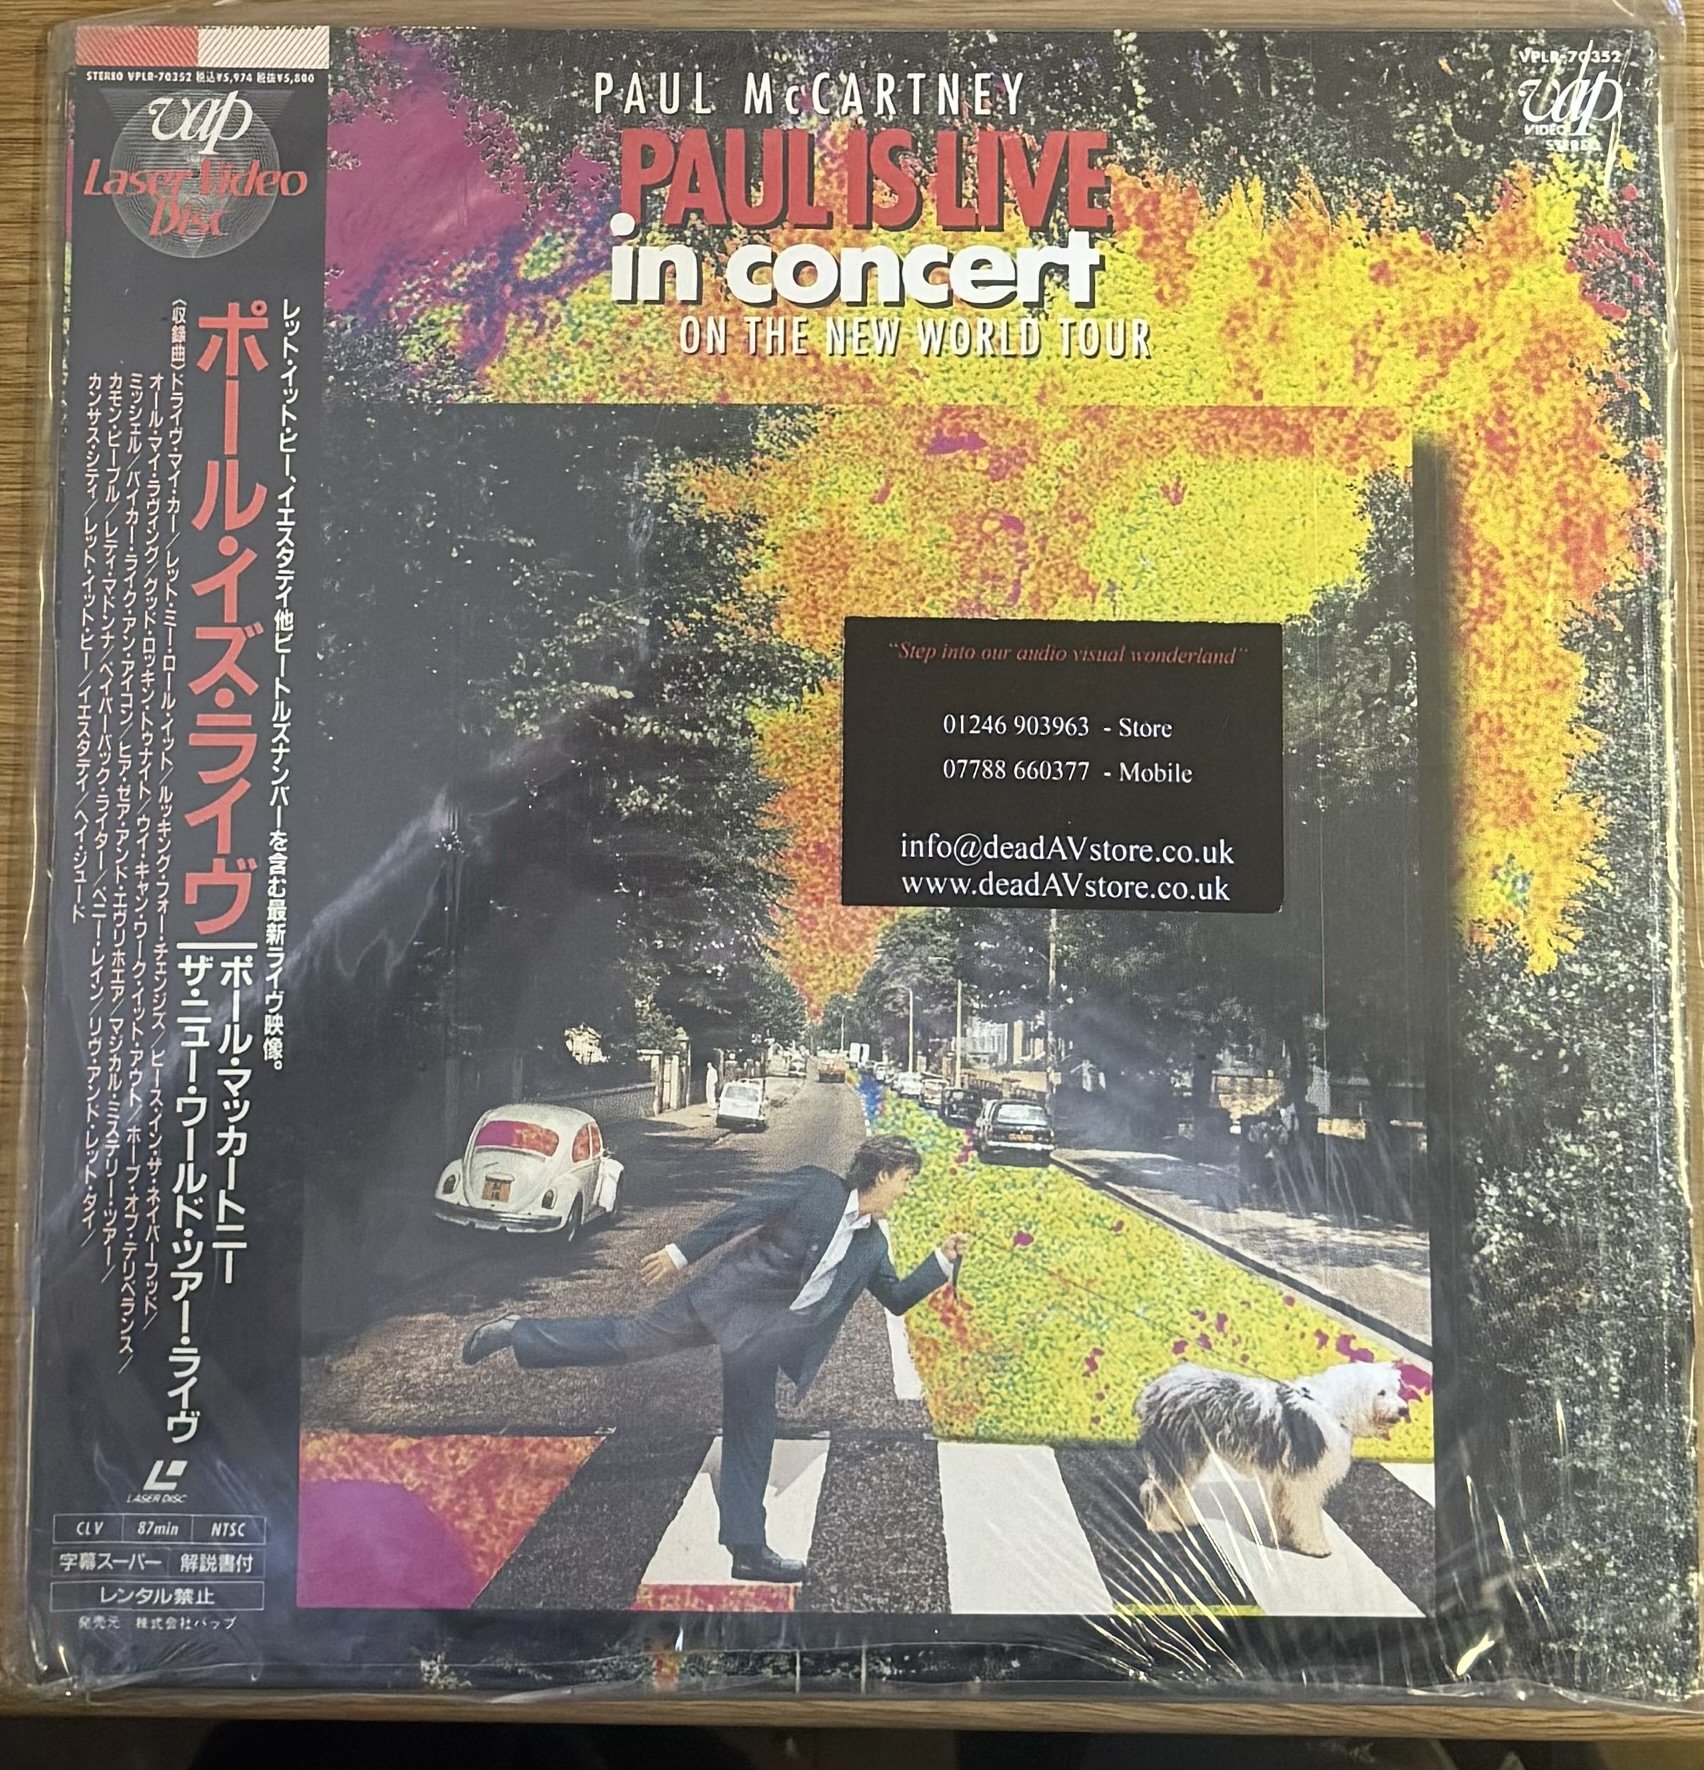 STEREO VPLR-70352 税込¥5,974 税抜¥5,800
vap
Laser Video
Disc
レット・イット・ビー、イエスタデイ他ビートルズナンバーを含む最新ライヴ映像。
ポール・イズ・ライヴ
ポール・マッカートニー
ザ・ニュー・ワールド・ツアー・ライヴ
〈収録曲〉ドライヴ・マイ・カー/レット・ミー・ロール・イット/ルッキング・フォー・チェンジズ/ピース・イン・ザ・ネイバーフッド/
オール・マイ・ラヴィング/グッド・ロッキン・トゥナイト/ウイ・キャン・ワーク・イット・アウト/ホープ・オブ・デリベランス/
ミッシェル/バイカー・ライク・アン・アイコン/ヒア・ゼア・アンド・エヴリホエア/マジカル・ミステリー・ツアー/
カモン・ピープル/レディ・マドンナ/ペイパーバック・ライター/ペニー・レイン/リヴ・アンド・レット・ダイ/
カンサス・シティ/レット・イット・ビー/イエスタデイ/ヘイ・ジュード
LASER DISC
CLV 87min NTSC
字幕スーパー 解説書付
レンタル禁止
発売元 株式会社バップ
PAUL McCARTNEY
PAUL IS LIVE
in concert
ON THE NEW WORLD TOUR
VPLR-70352
vap
VIDEO
STEREO
"Step into our audio visual wonderland"
01246 903963 - Store
07788 660377 - Mobile
info@deadAVstore.co.uk
www.deadAVstore.co.uk